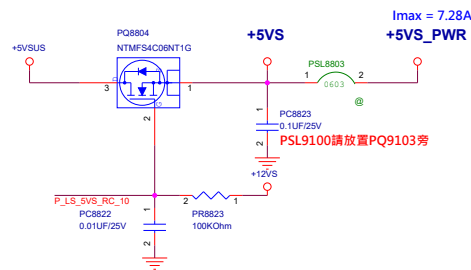 Imax = 7.28A
PQ8804
NTMFS4C06NT1G
+5VSUS
+5VS
+5VS_PWR
PSL8803
1
2
0603
@
3
1
2
D
G
S
1
PC8823
0.1UF/25V
2
PSL9100請放置PQ9103旁
+12VS
P_LS_5VS_RC_10
2
1
PR8823
100KOhm
PC8822
0.01UF/25V
1
2